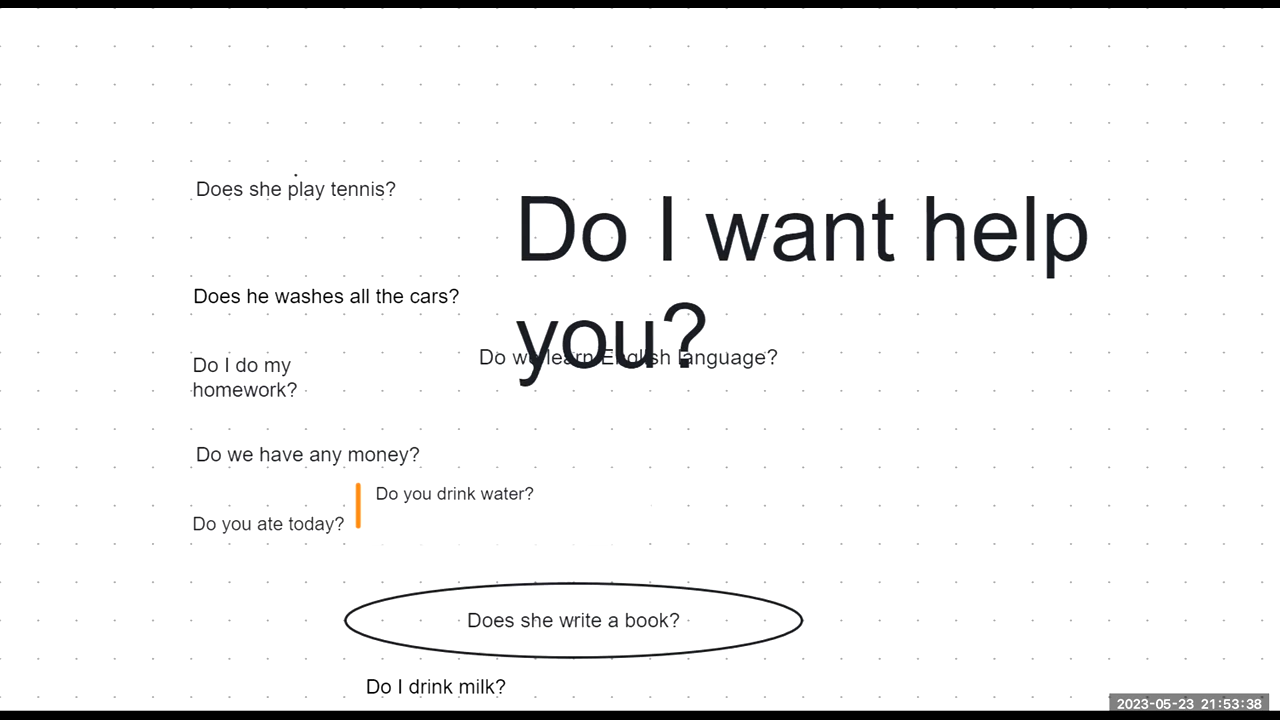 Does she play tennis?
Do I want help
you?
Does he washes all the cars?
Do we learn English language?
Do I do my
homework?
Do we have any money?
Do you drink water?
Do you ate today?
Does she write a book?
Do I drink milk?
2023-05-23 21:53:38